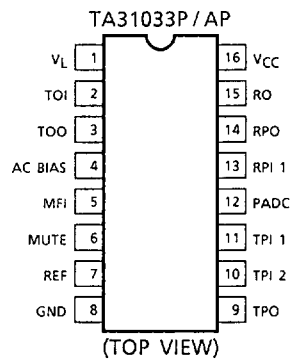 TA31033P / AP
VL 1 16 VCC
TOI 2 15 RO
TOO 3 14 RPO
AC BIAS 4 13 RPI 1
MFI 5 12 PADC
MUTE 6 11 TPI 1
REF 7 10 TPI 2
GND 8 9 TPO
(TOP VIEW)